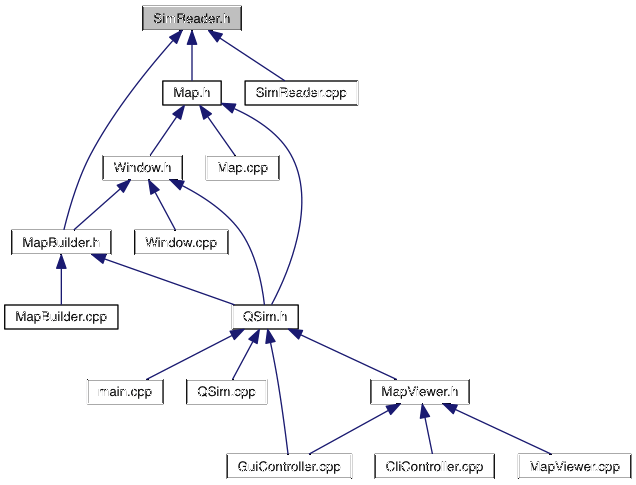 SimReader.h
Map.h
SimReader.cpp
Window.h
Map.cpp
MapBuilder.h
Window.cpp
MapBuilder.cpp
QSim.h
main.cpp
QSim.cpp
MapViewer.h
GuiController.cpp
CliController.cpp
MapViewer.cpp